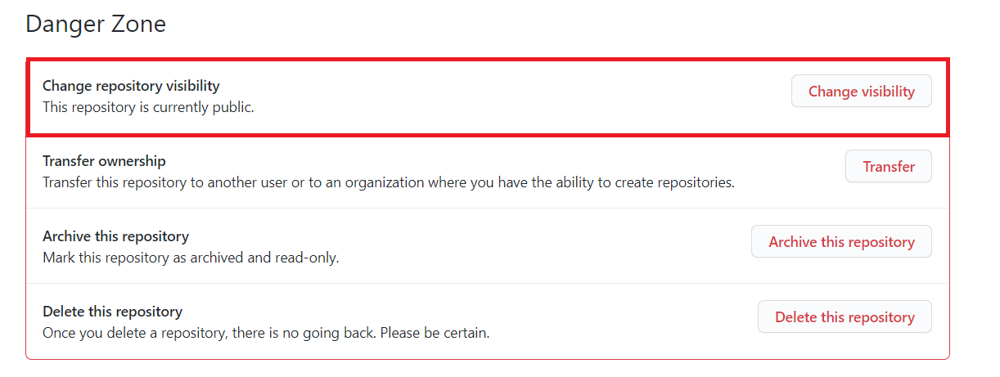 Danger Zone
Change repository visibility
This repository is currently public.
Change visibility
Transfer ownership
Transfer this repository to another user or to an organization where you have the ability to create repositories.
Transfer
Archive this repository
Mark this repository as archived and read-only.
Archive this repository
Delete this repository
Once you delete a repository, there is no going back. Please be certain.
Delete this repository